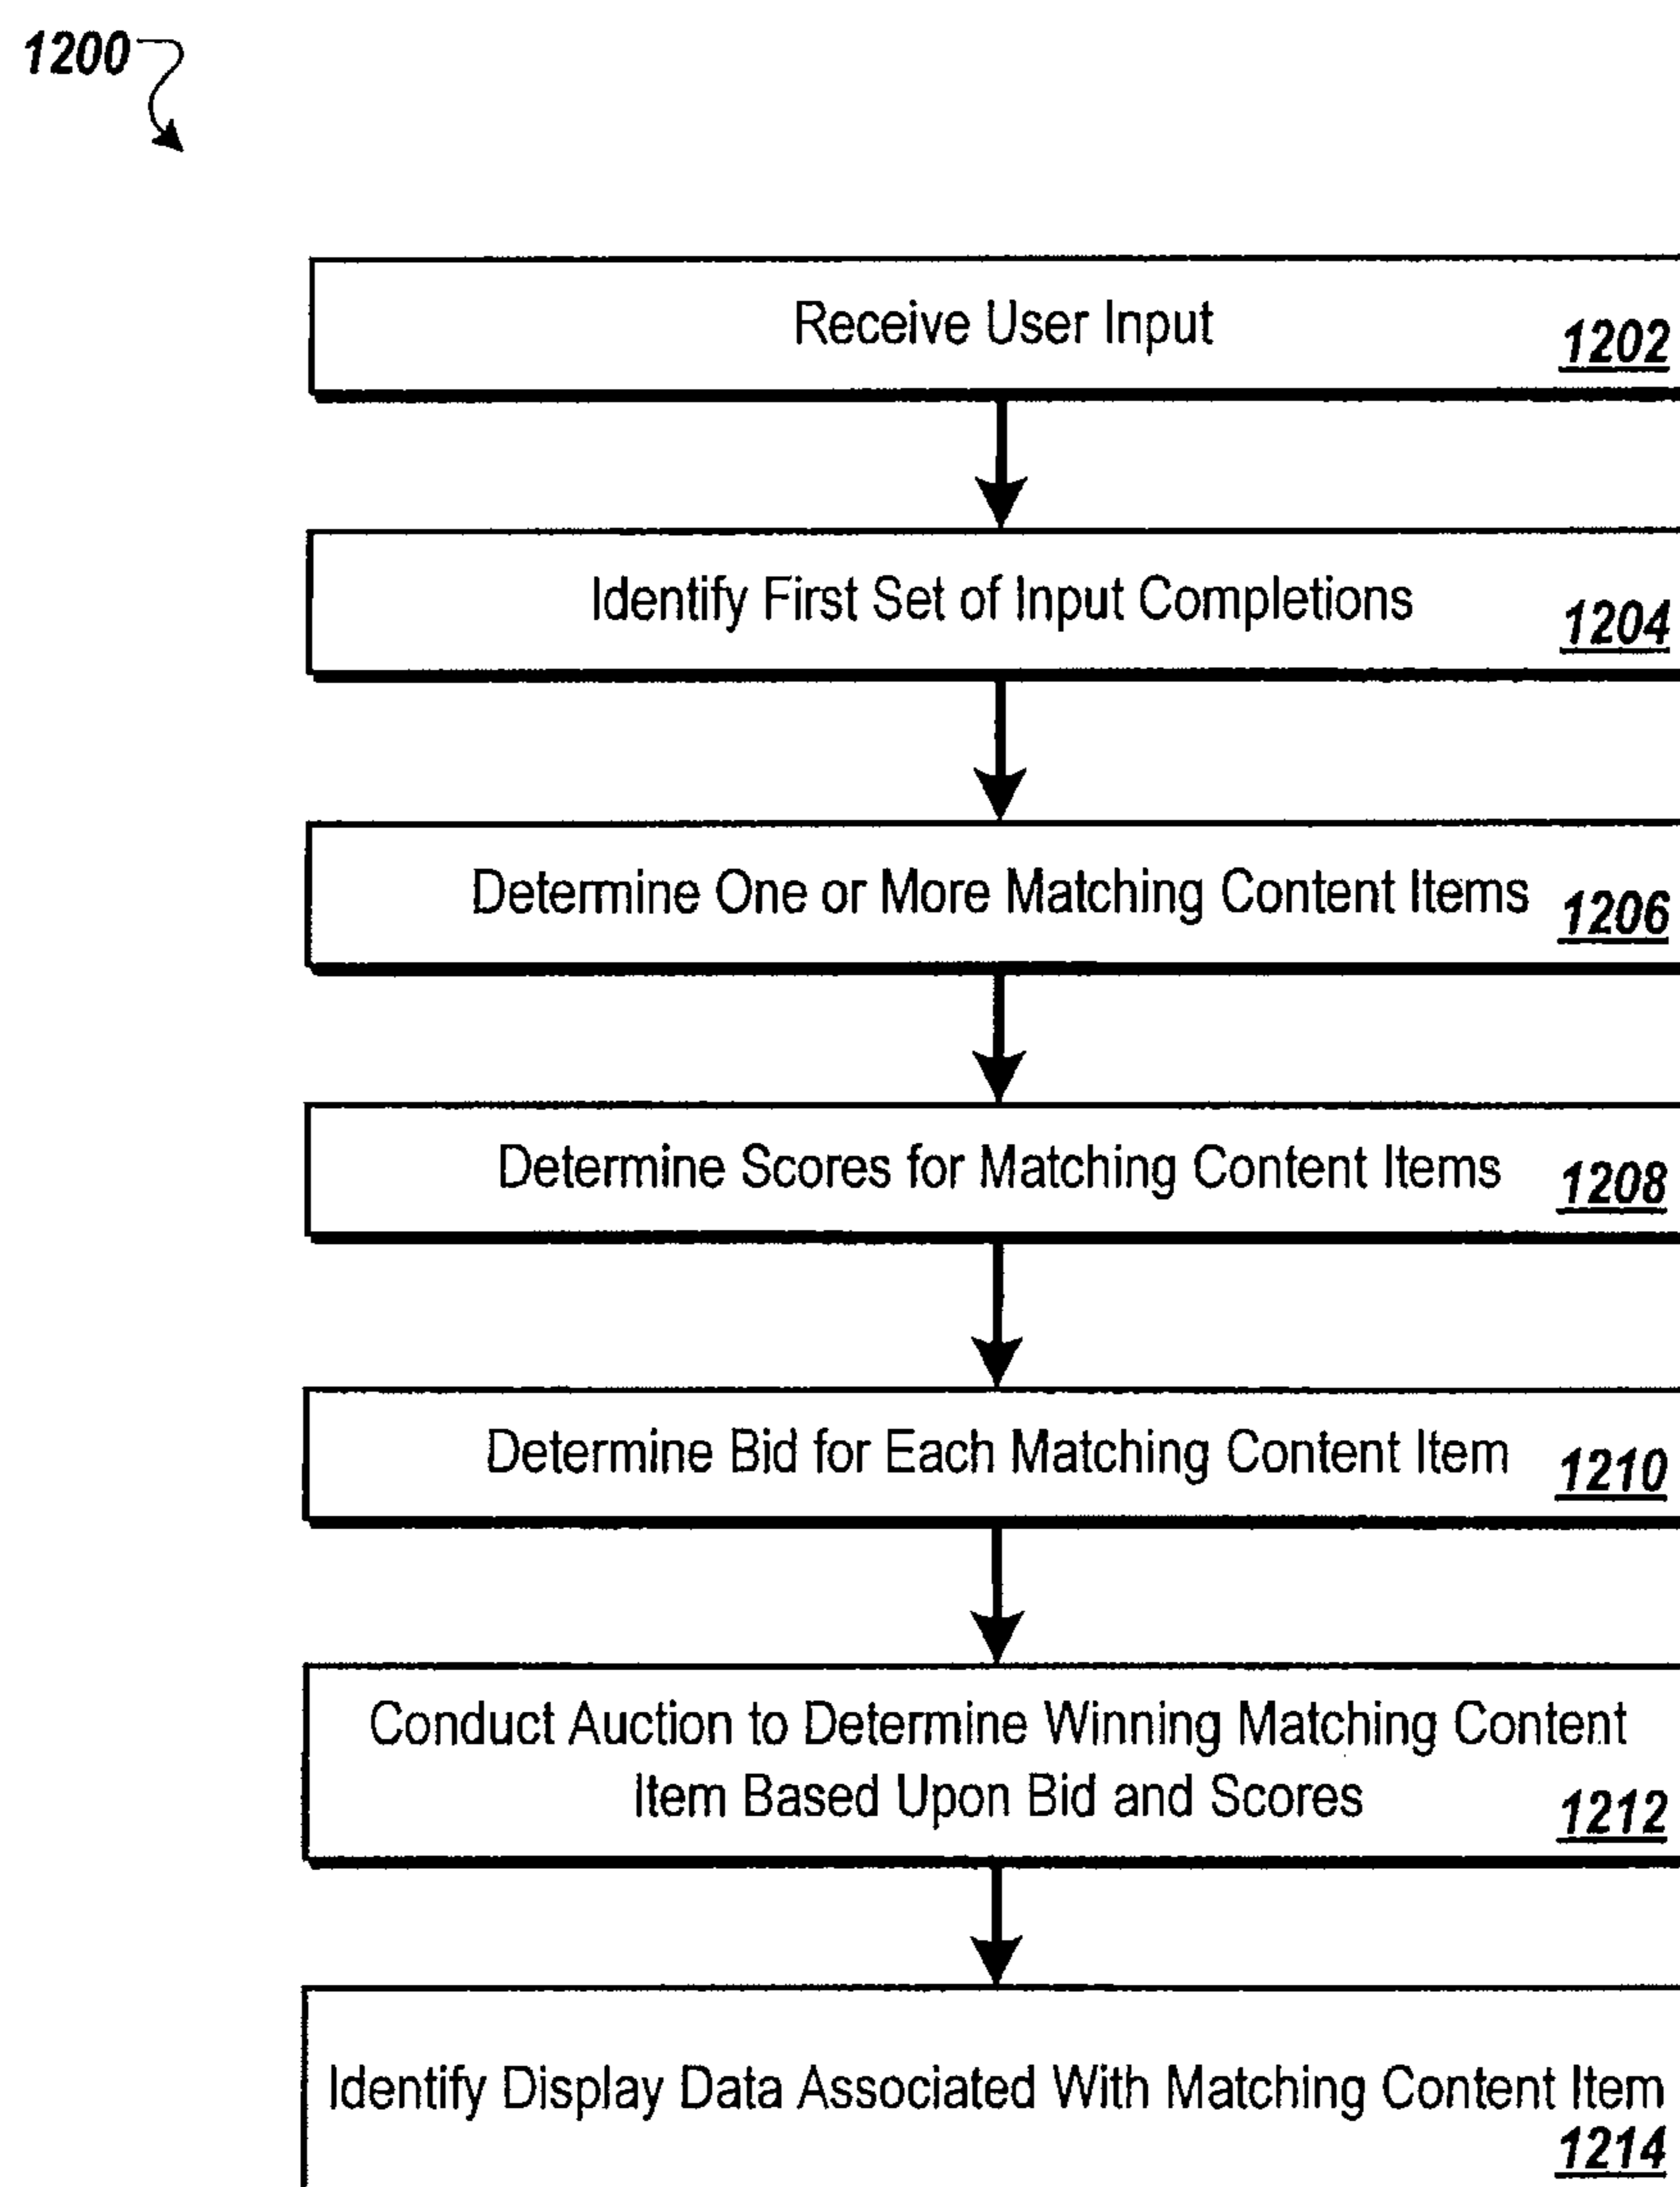 1200
Receive User Input
1202
Identify First Set of Input Completions
1204
Determine One or More Matching Content Items
1206
Determine Scores for Matching Content Items
1208
Determine Bid for Each Matching Content Item
1210
Conduct Auction to Determine Winning Matching Content
Item Based Upon Bid and Scores
1212
Identify Display Data Associated With Matching Content Item
1214